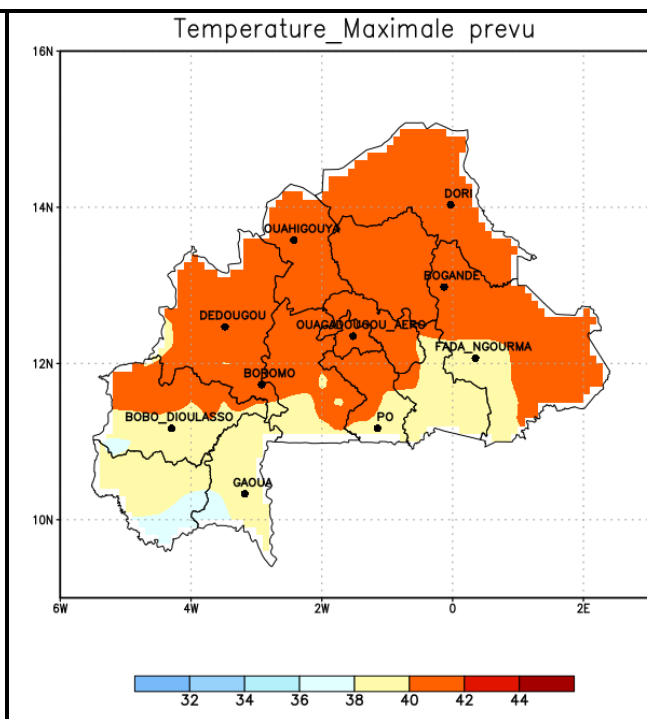 Temperature_Maximale prevu
16N
DORI
14N
OUAHIGOUYA
BOGANDE
DEDOUGOU
OUAGADOUGOU_AERO
FADA_NGOURMA
12N
BOROMO
BOBO_DIOULASSO
PO
GAOUA
10N
6W 4W 2W 0 2E
32 34 36 38 40 42 44